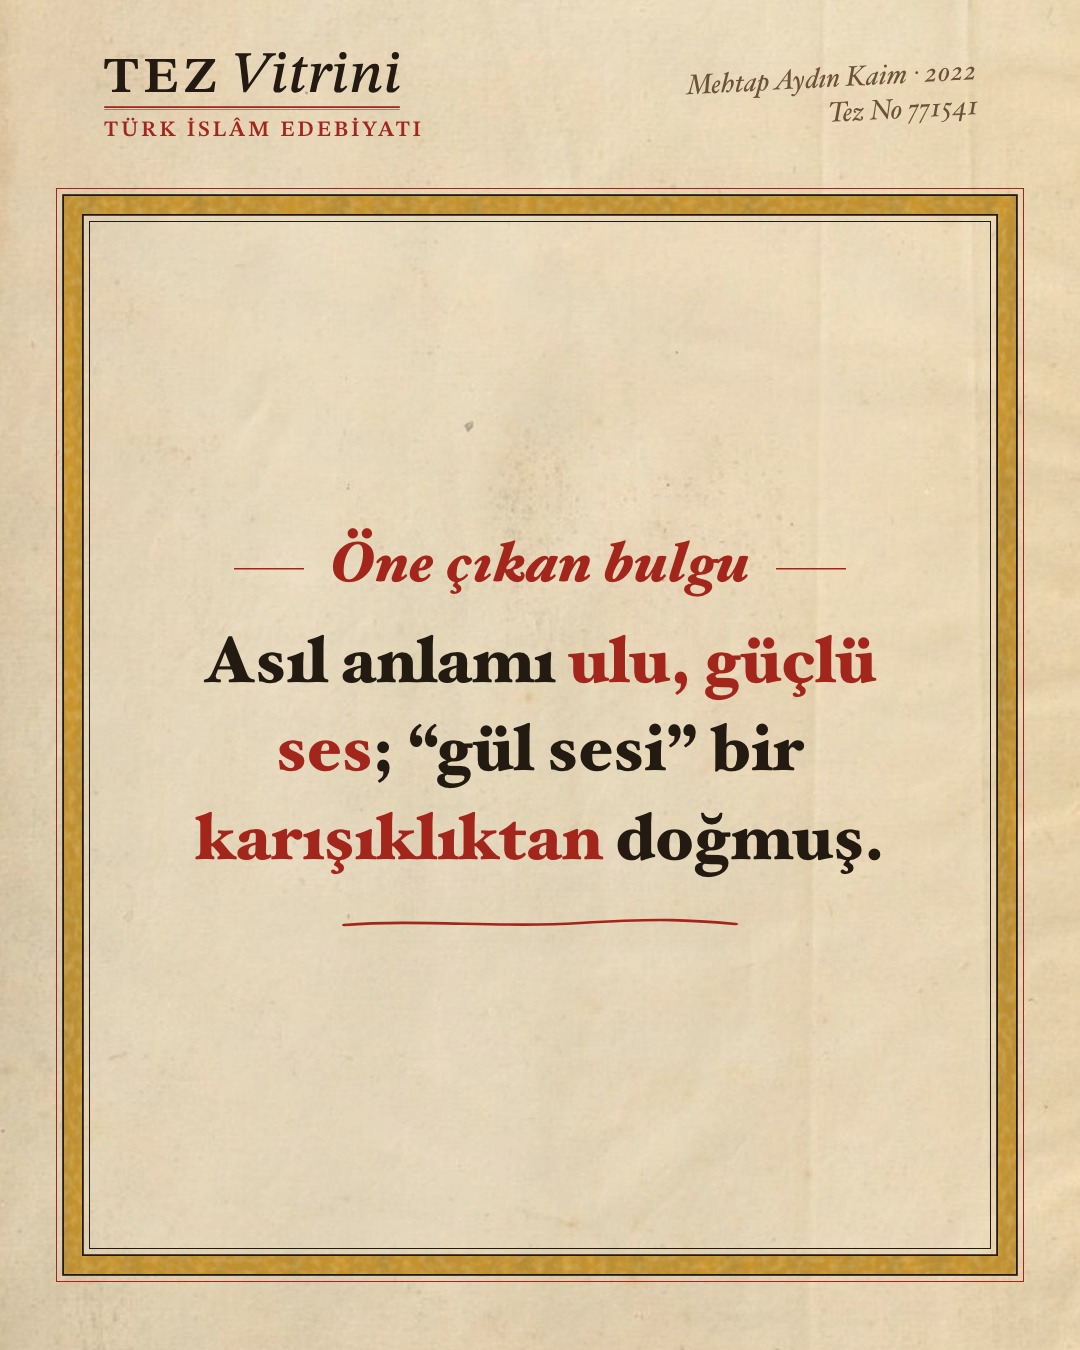 TEZ Vitrini
TÜRK İSLÂM EDEBİYATI
Mehtap Aydın Kaim · 2022
Tez No 771541
Öne çıkan bulgu
Asıl anlamı ulu, güçlü
ses; “gül sesi” bir
karışıklıktan doğmuş.